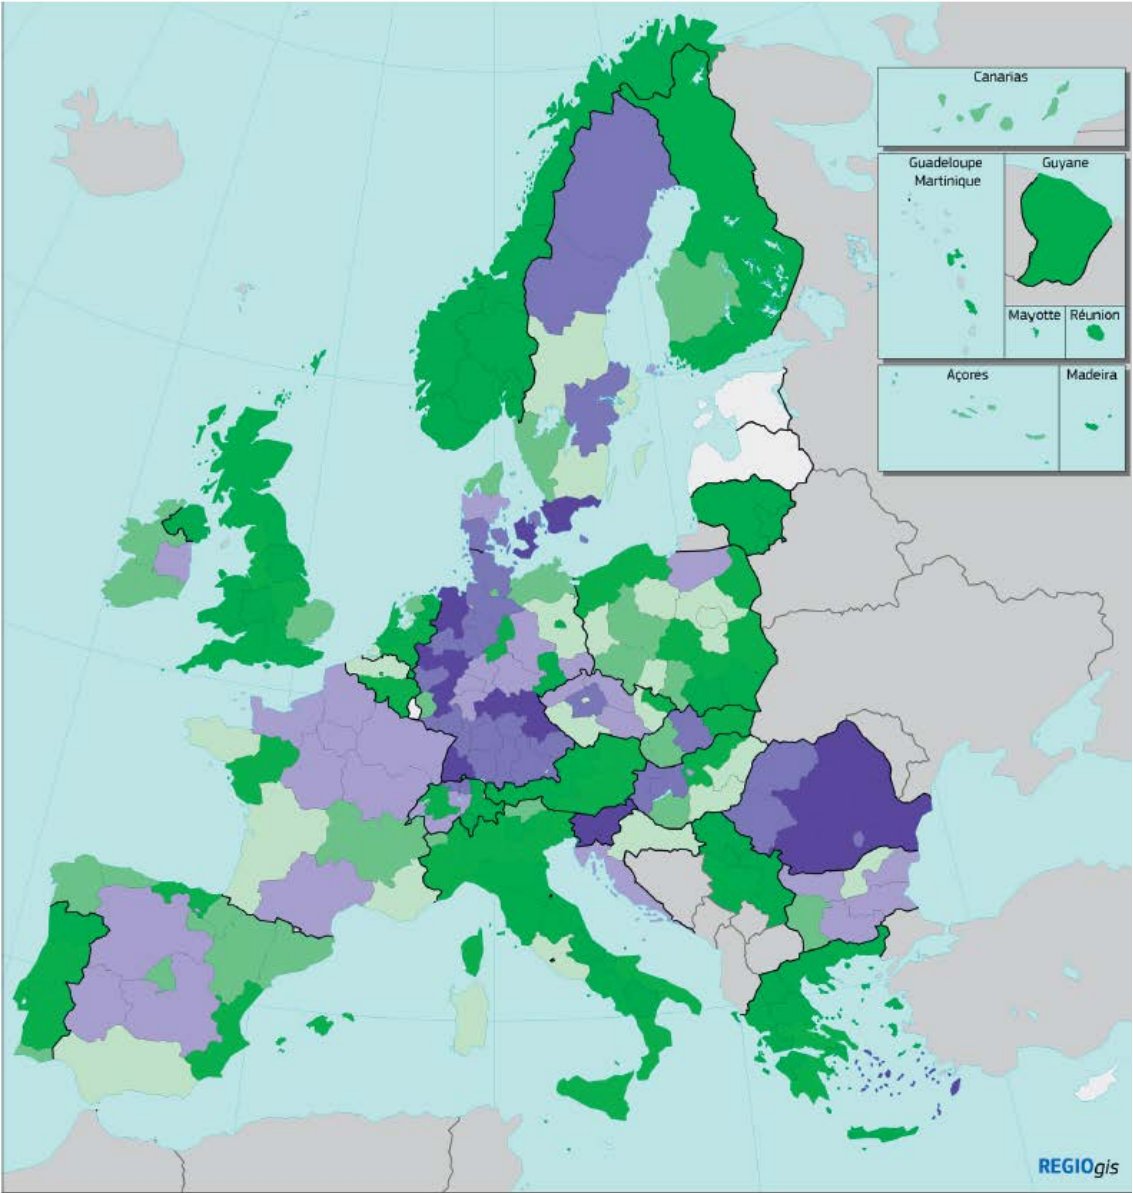 Canarias
Guadeloupe
Martinique
Guyane
Mayotte
Réunion
Açores
Madeira
REGIOgis